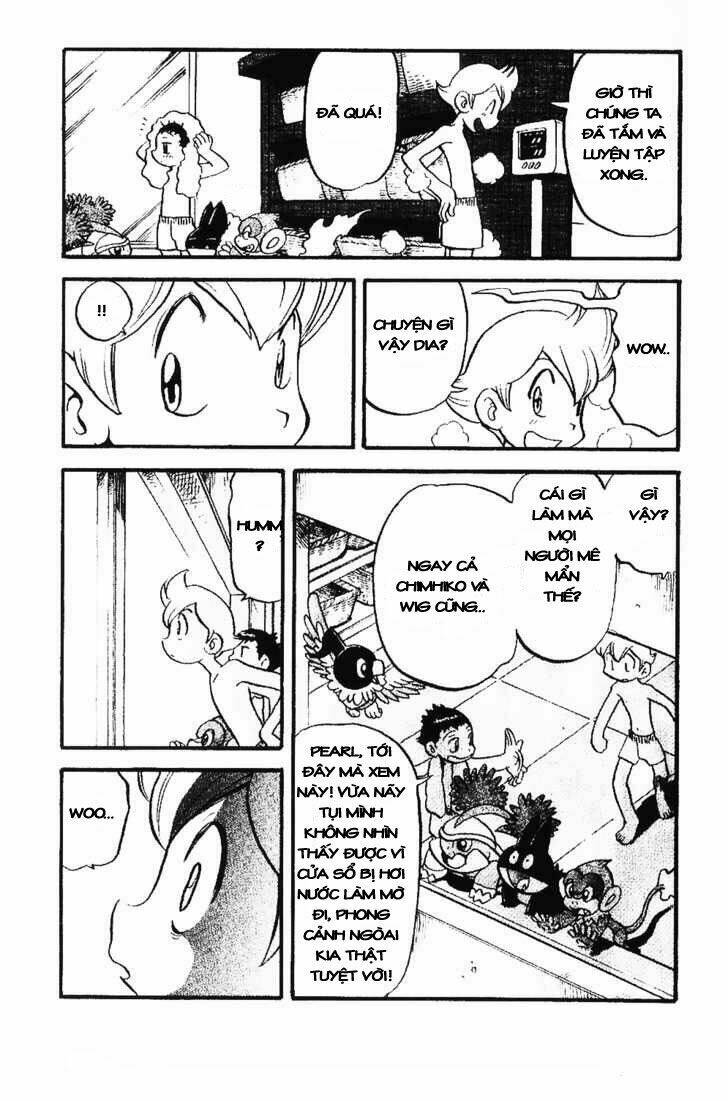 GIỜ THÌ
CHÚNG TA
ĐÃ TẮM VÀ
LUYỆN TẬP
XONG.
ĐÃ QUÁ!
WOW..
CHUYỆN GÌ
VẬY DIA?
!!
GÌ
VẬY?
CÁI GÌ
LÀM MÀ
MỌI
NGƯỜI MÊ
MẨN
THẾ?
NGAY CẢ
CHIMHIKO VÀ
WIG CŨNG..
PEARL, TỚI
ĐÂY MÀ XEM
NÀY! VỪA NÃY
TỤI MÌNH
KHÔNG NHÌN
THẤY ĐƯỢC VÌ
CỬA SỔ BỊ HƠI
NƯỚC LÀM MỜ
ĐI, PHONG
CẢNH NGÒAI
KIA THẬT
TUYỆT VỜI!
HUMM
?
WOO...